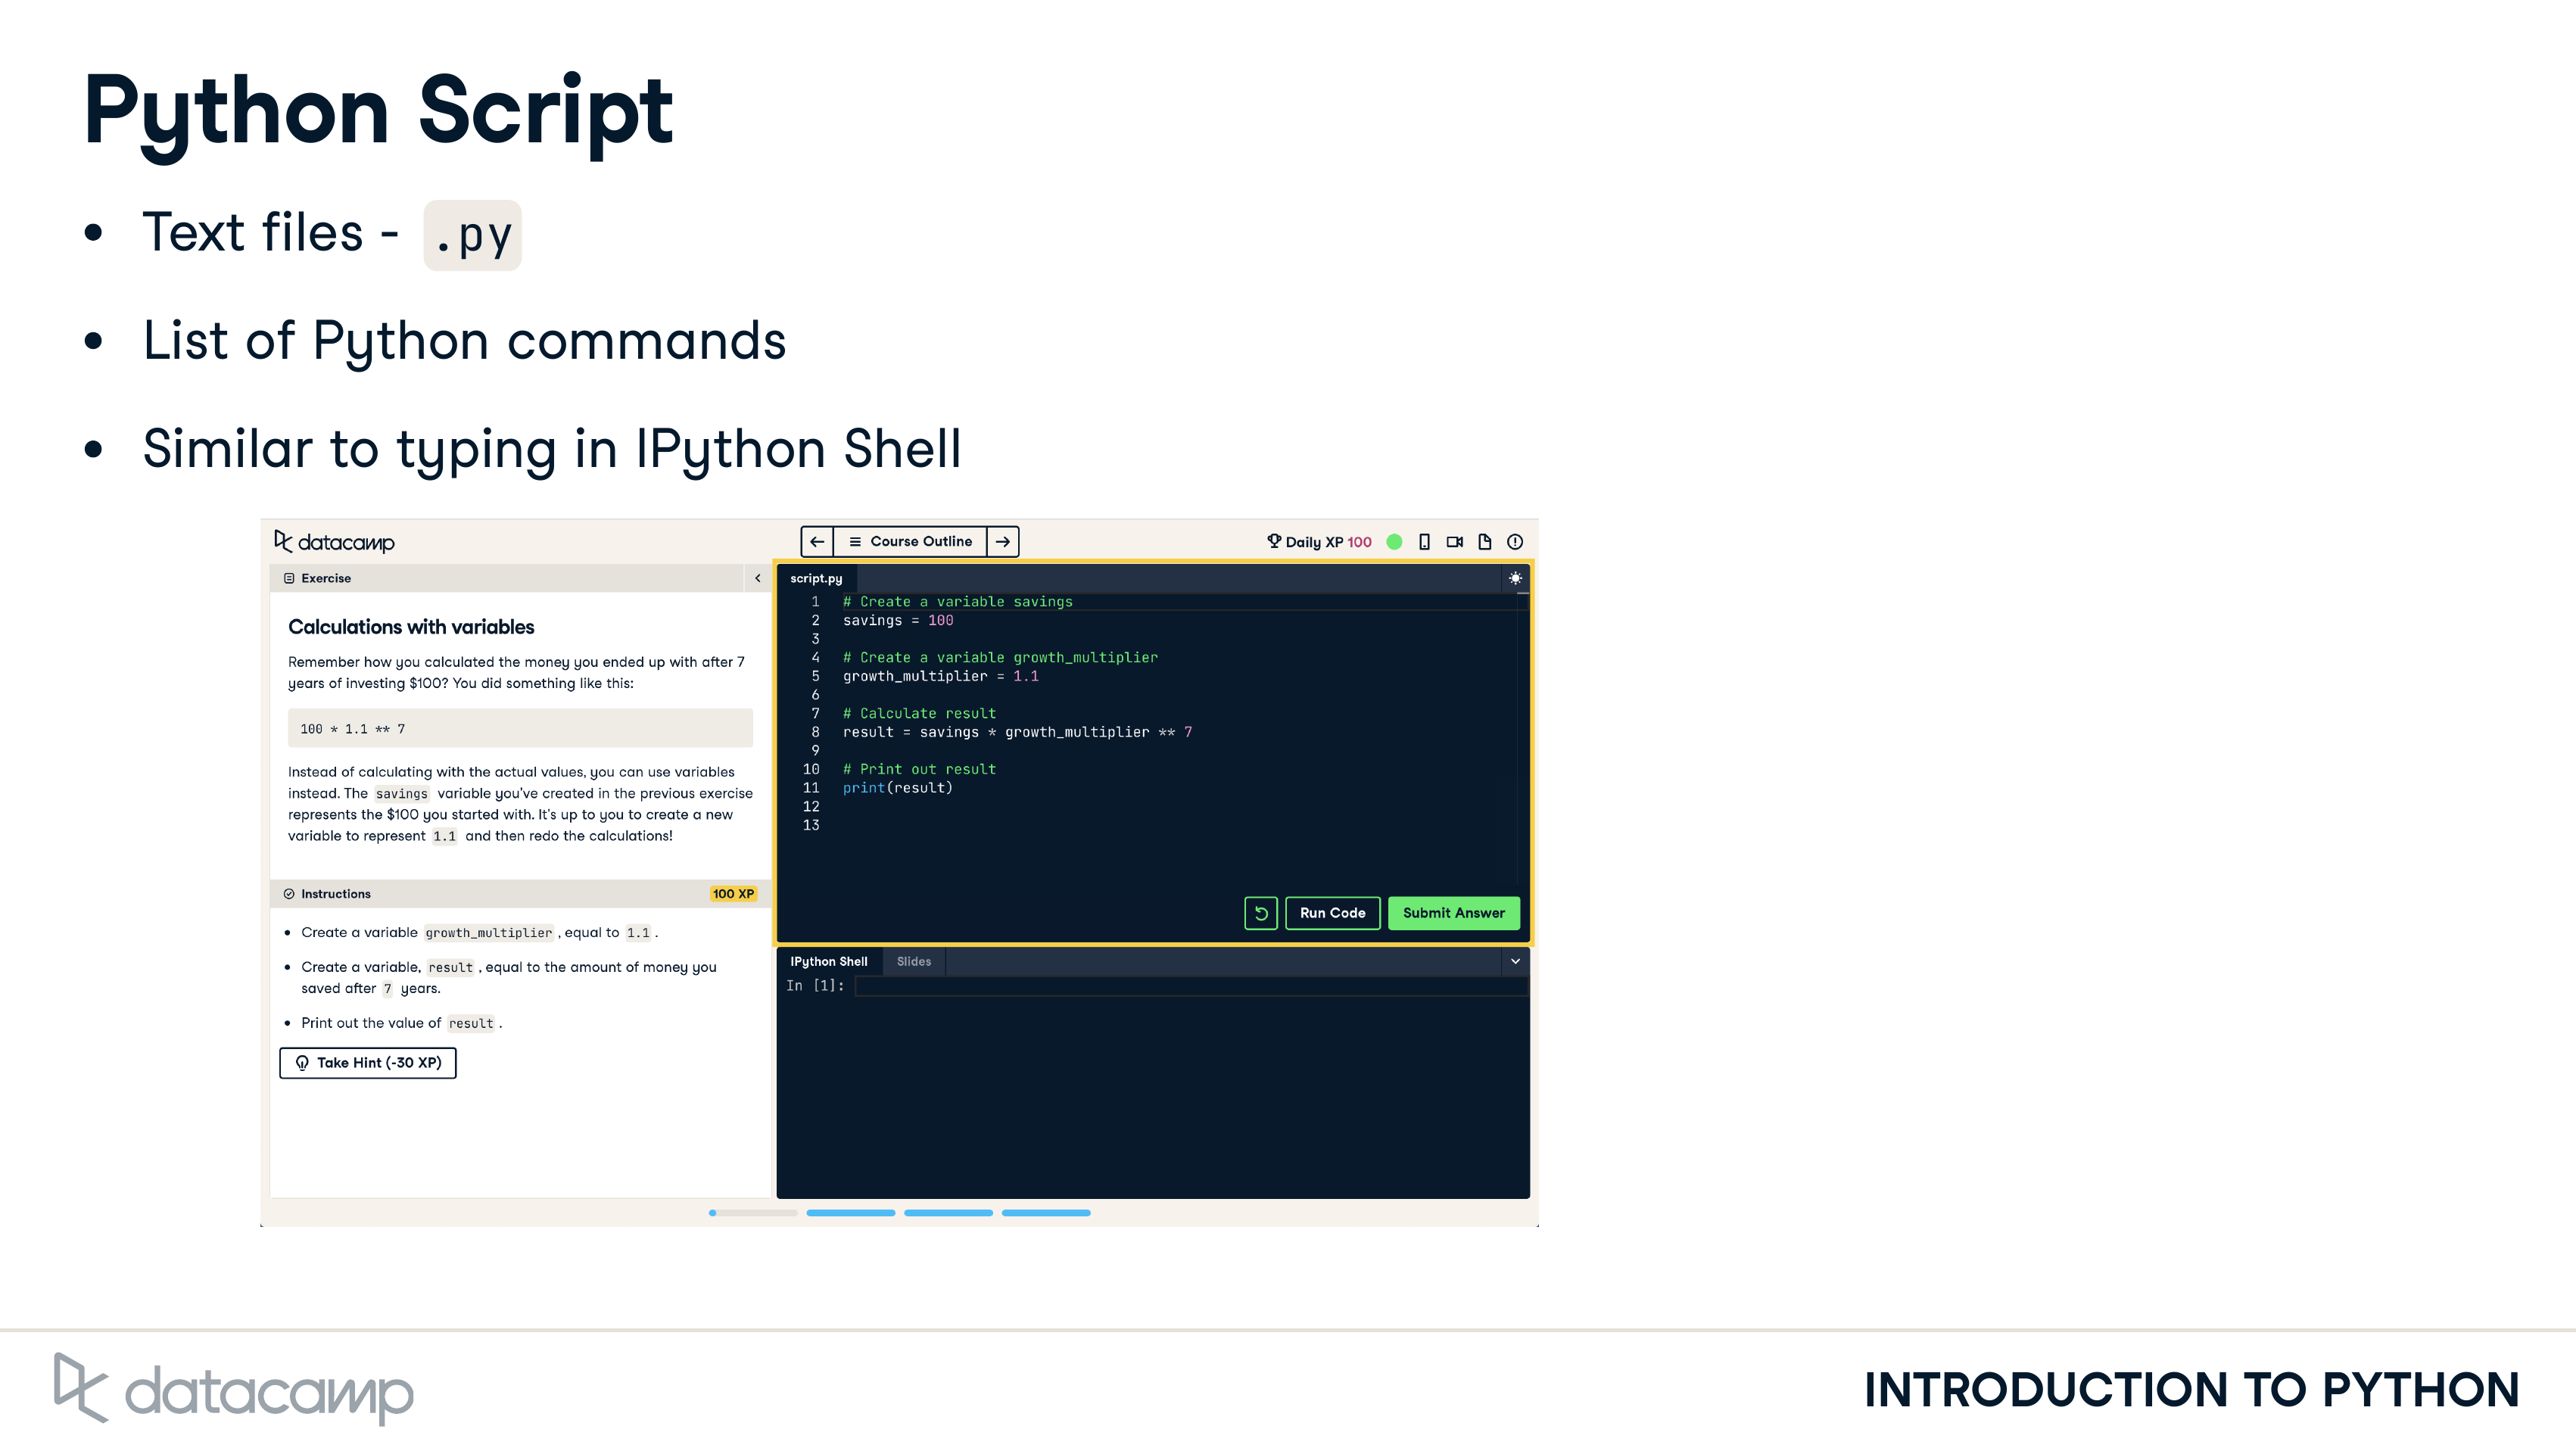 Python Script
• Text files - .py
• List of Python commands
• Similar to typing in IPython Shell
datacamp
Course Outline
Daily XP 100
Exercise
Calculations with variables
Remember how you calculated the money you ended up with after 7
years of investing $100? You did something like this:
100 * 1.1 ** 7
Instead of calculating with the actual values, you can use variables
instead. The savings variable you've created in the previous exercise
represents the $100 you started with. It's up to you to create a new
variable to represent 1.1 and then redo the calculations!
Instructions 100 XP
• Create a variable growth_multiplier, equal to 1.1.
• Create a variable, result, equal to the amount of money you
saved after 7 years.
• Print out the value of result.
Take Hint (-30 XP)
script.py
1 # Create a variable savings
2 savings = 100
3
4 # Create a variable growth_multiplier
5 growth_multiplier = 1.1
6
7 # Calculate result
8 result = savings * growth_multiplier ** 7
9
10 # Print out result
11 print(result)
12
13
Run Code
Submit Answer
IPython Shell Slides
In [1]:
datacamp
INTRODUCTION TO PYTHON